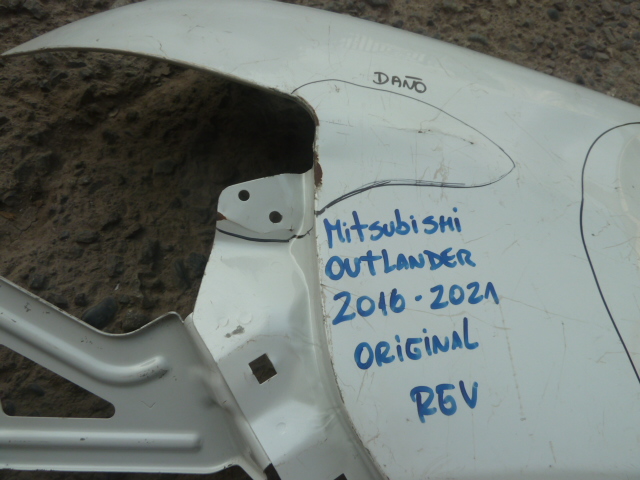 DAÑO
MitsubiSHi
OUTLANDER
2016-2021
ORIGINAL
REV